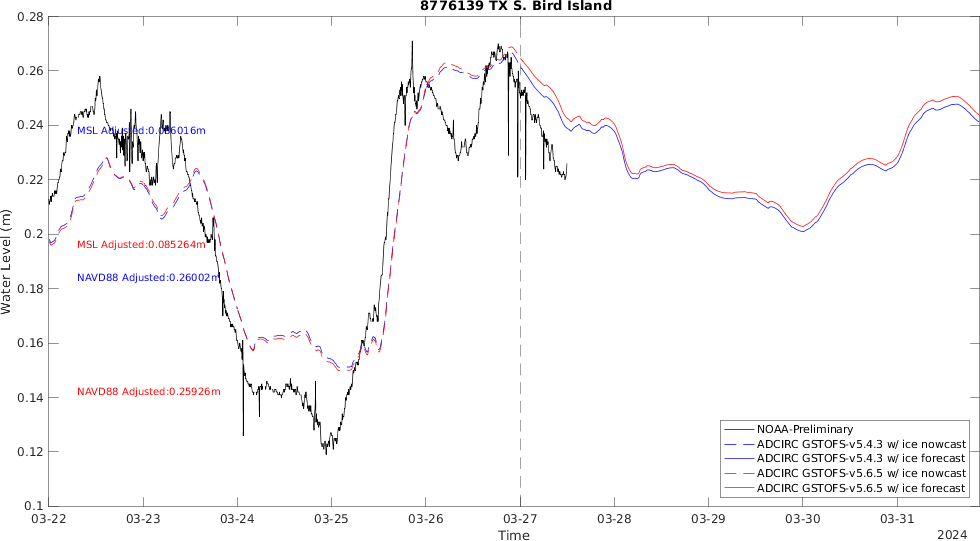 8776139 TX S. Bird Island
0.28
0.26
0.24
0.22
0.2
0.18
0.16
0.14
0.12
0.1
Water Level (m)
MSL Adjusted:0.086016m
MSL Adjusted:0.085264m
NAVD88 Adjusted:0.26002m
NAVD88 Adjusted:0.25926m
NOAA-Preliminary
ADCIRC GSTOFS-v5.4.3 w/ ice nowcast
ADCIRC GSTOFS-v5.4.3 w/ ice forecast
ADCIRC GSTOFS-v5.6.5 w/ ice nowcast
ADCIRC GSTOFS-v5.6.5 w/ ice forecast
03-22 03-23 03-24 03-25 03-26 03-27 03-28 03-29 03-30 03-31
Time
2024